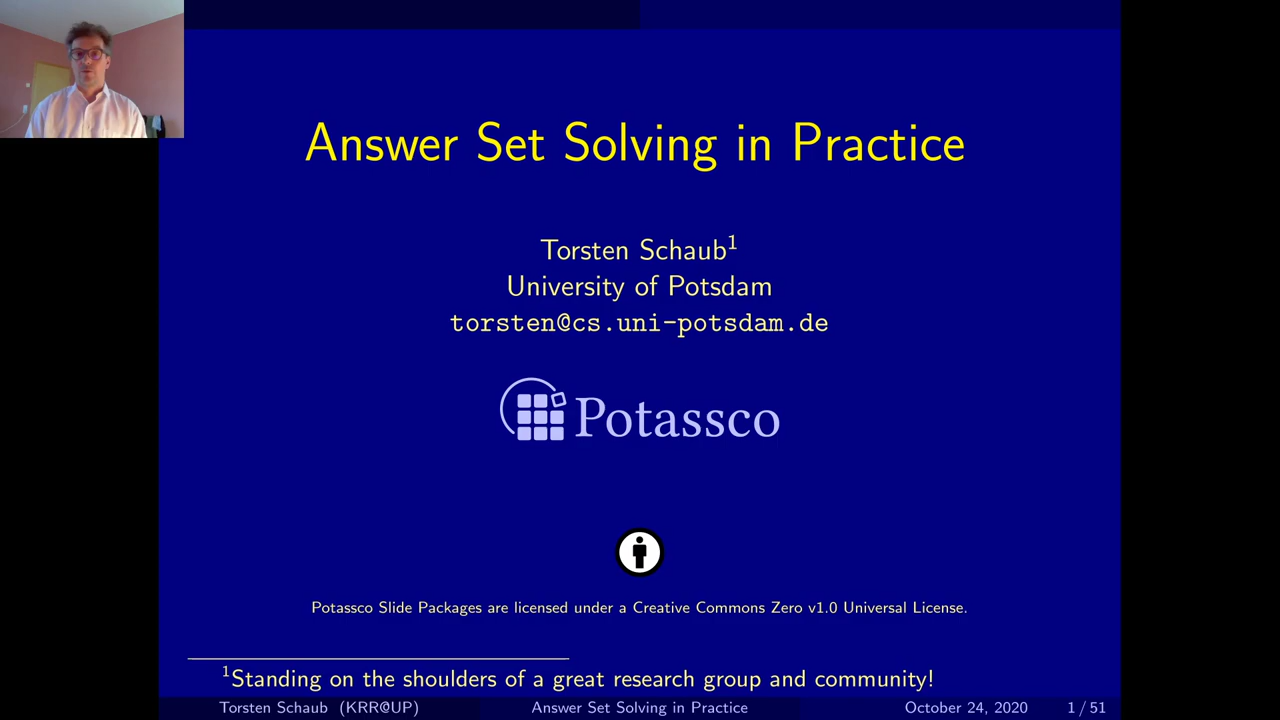 Answer Set Solving in Practice
Torsten Schaub¹
University of Potsdam
torsten@cs.uni-potsdam.de
Potassco
Potassco Slide Packages are licensed under a Creative Commons Zero v1.0 Universal License.
¹Standing on the shoulders of a great research group and community!
Torsten Schaub (KRR@UP) Answer Set Solving in Practice October 24, 2020 1 / 51